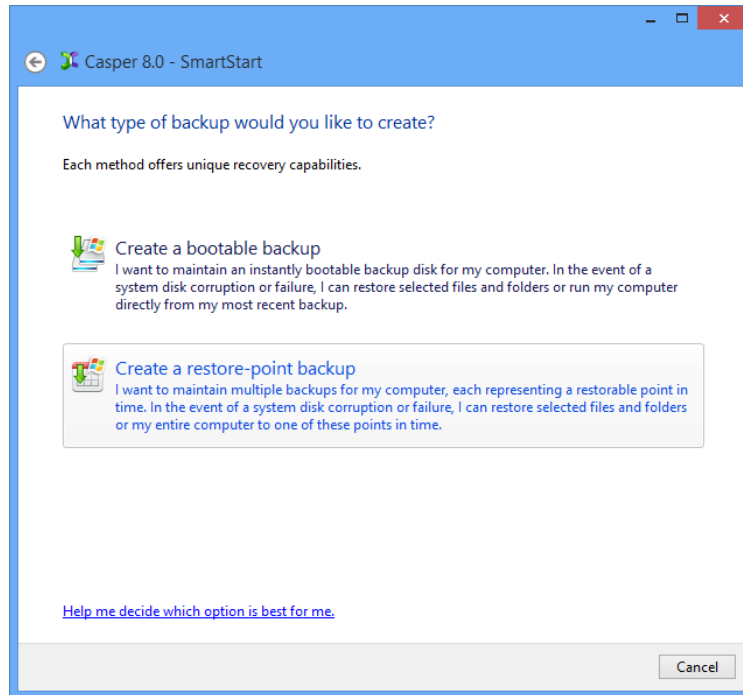 Casper 8.0 - SmartStart
What type of backup would you like to create?
Each method offers unique recovery capabilities.
Create a bootable backup
I want to maintain an instantly bootable backup disk for my computer. In the event of a
system disk corruption or failure, I can restore selected files and folders or run my computer
directly from my most recent backup.
Create a restore-point backup
I want to maintain multiple backups for my computer, each representing a restorable point in
time. In the event of a system disk corruption or failure, I can restore selected files and folders
or my entire computer to one of these points in time.
Help me decide which option is best for me.
Cancel